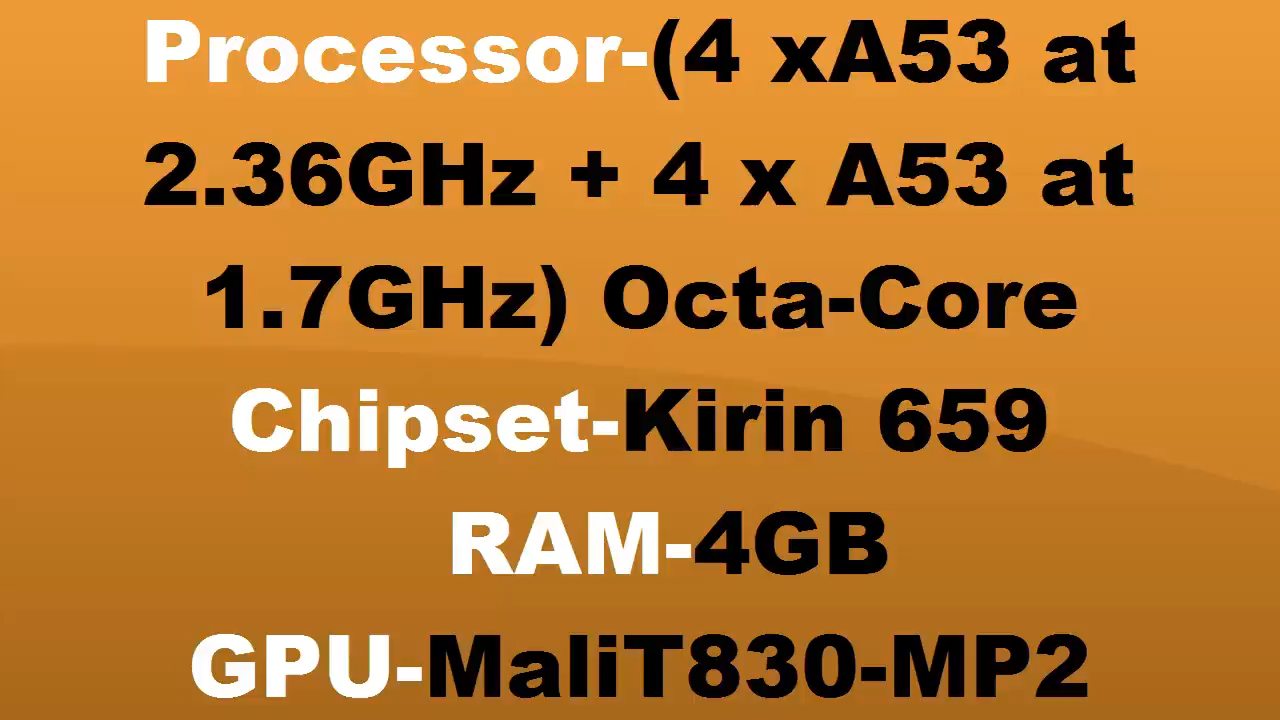 Processor-(4 xA53 at
2.36GHz + 4 x A53 at
1.7GHz) Octa-Core
Chipset-Kirin 659
RAM-4GB
GPU-MaliT830-MP2